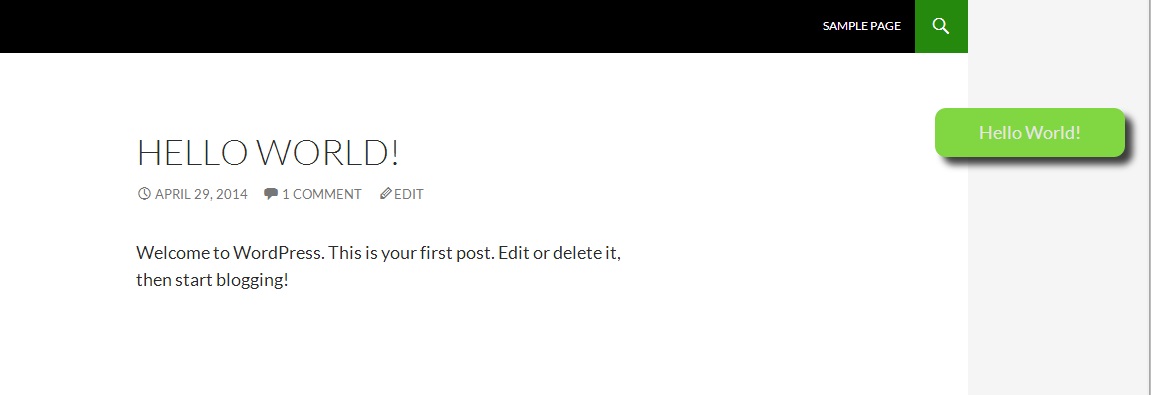 SAMPLE PAGE
Hello World!
HELLO WORLD!
APRIL 29, 2014 1 COMMENT EDIT
Welcome to WordPress. This is your first post. Edit or delete it,
then start blogging!